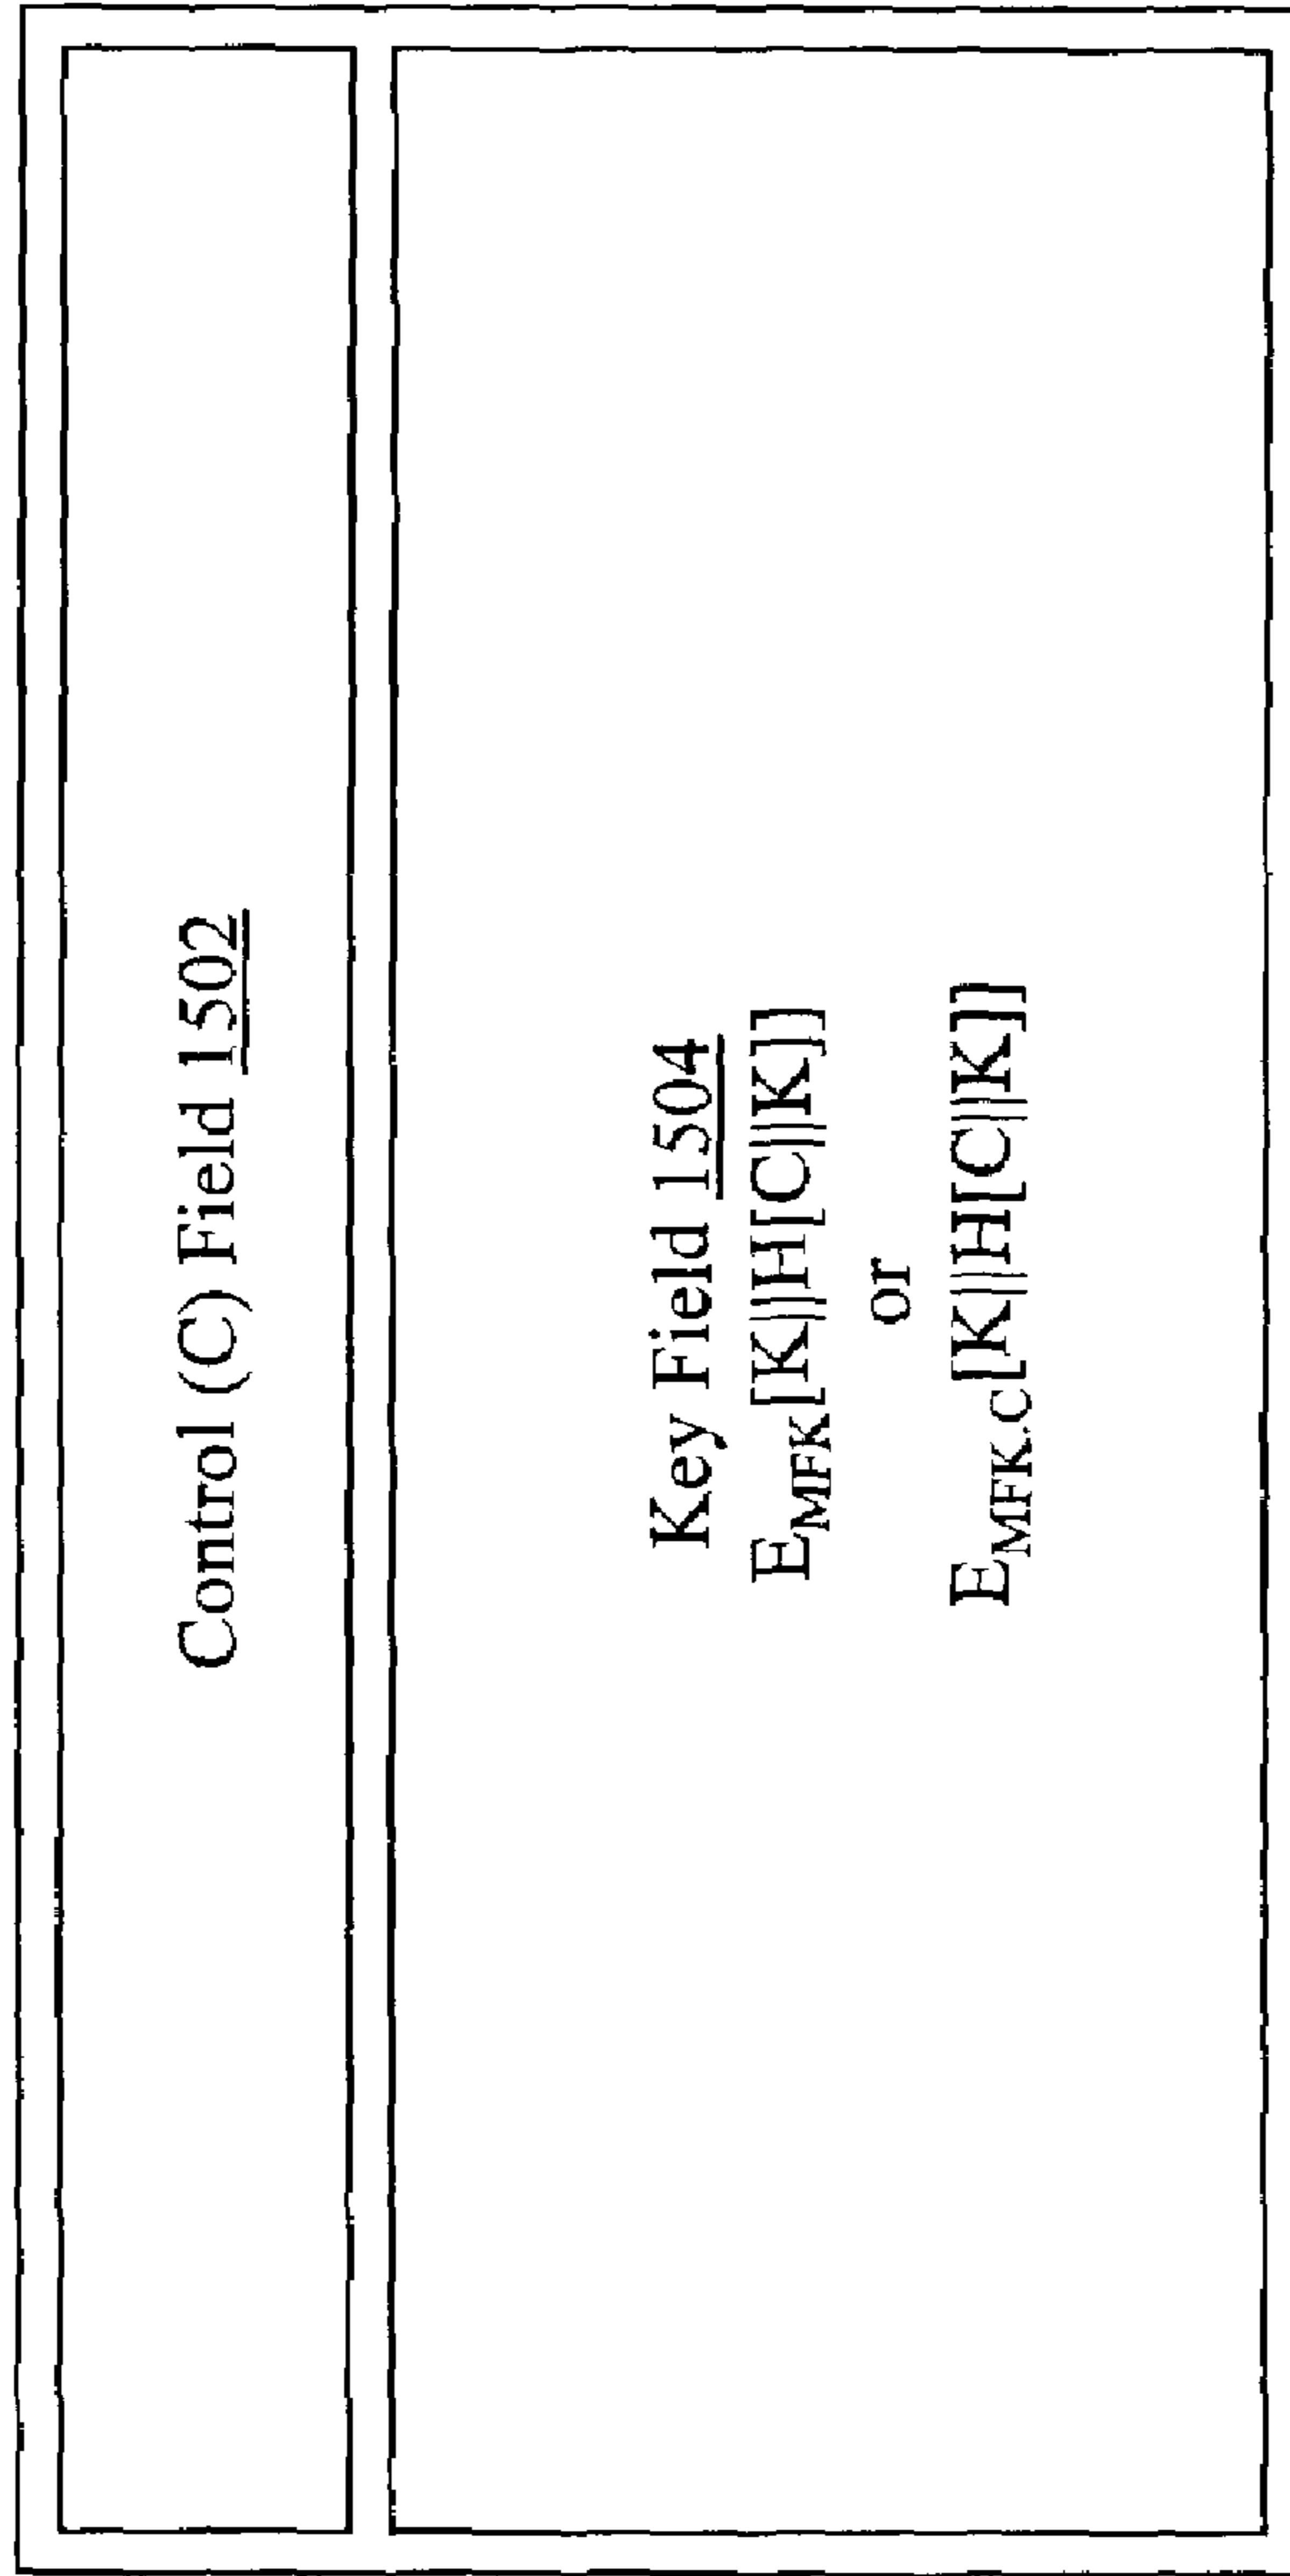 Control (C) Field 1502
Key Field 1504
E_MFK[K||H[C||K]]
or
E_MFK.C[K||H[C||K]]